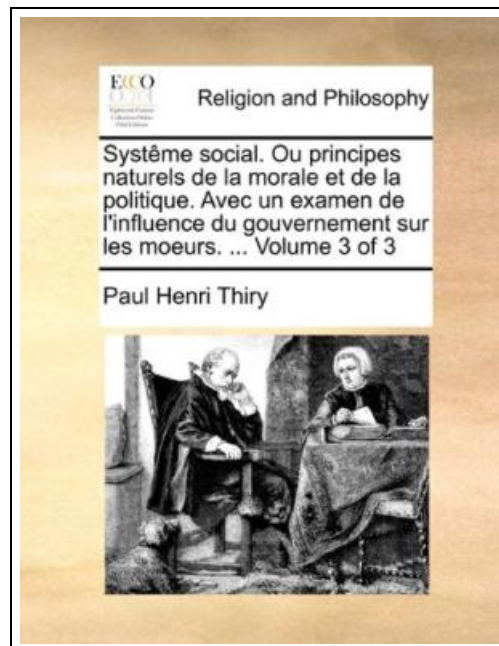 ECCO
Religion and Philosophy
Systême social. Ou principes
naturels de la morale et de la
politique. Avec un examen de
l'influence du gouvernement sur
les moeurs. ... Volume 3 of 3
Paul Henri Thiry